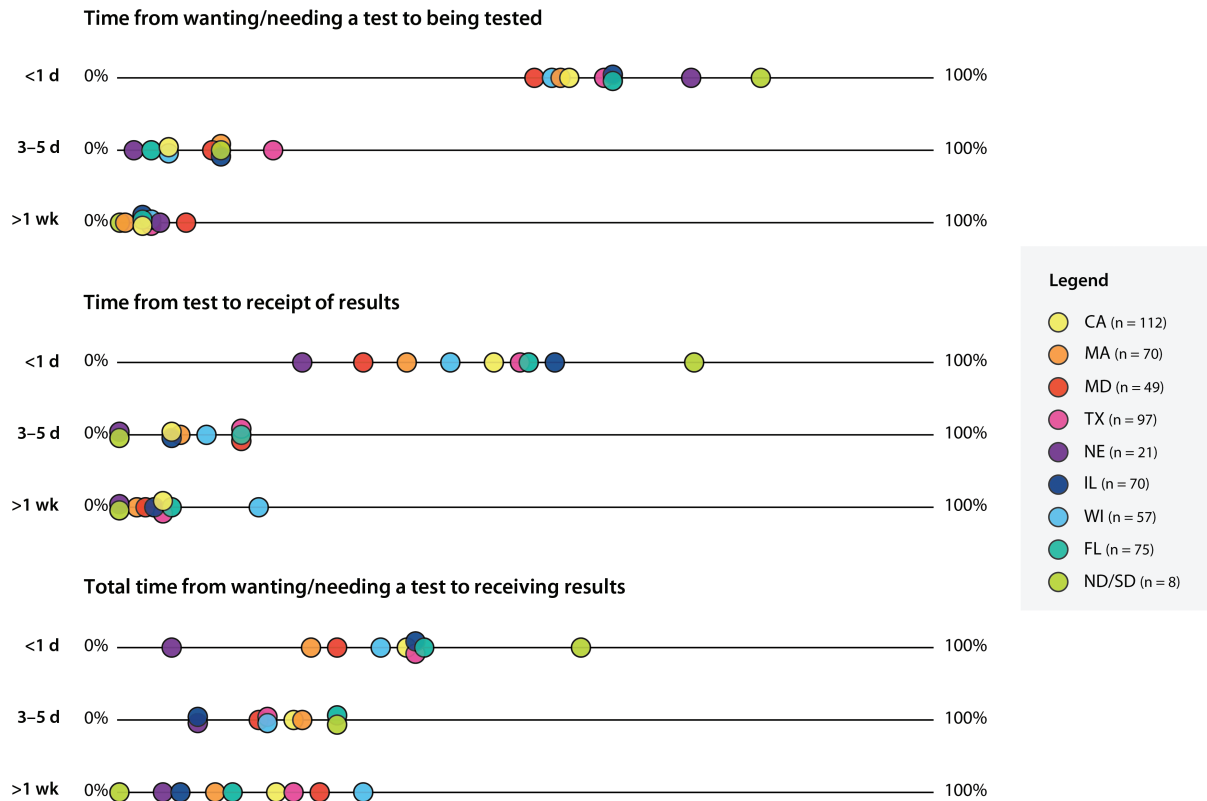 Time from wanting/needing a test to being tested
<1 d 0% 100%
3–5 d 0% 100%
>1 wk 0% 100%
Time from test to receipt of results
<1 d 0% 100%
3–5 d 0% 100%
>1 wk 0% 100%
Total time from wanting/needing a test to receiving results
<1 d 0% 100%
3–5 d 0% 100%
>1 wk 0% 100%
Legend
CA (n = 112)
MA (n = 70)
MD (n = 49)
TX (n = 97)
NE (n = 21)
IL (n = 70)
WI (n = 57)
FL (n = 75)
ND/SD (n = 8)